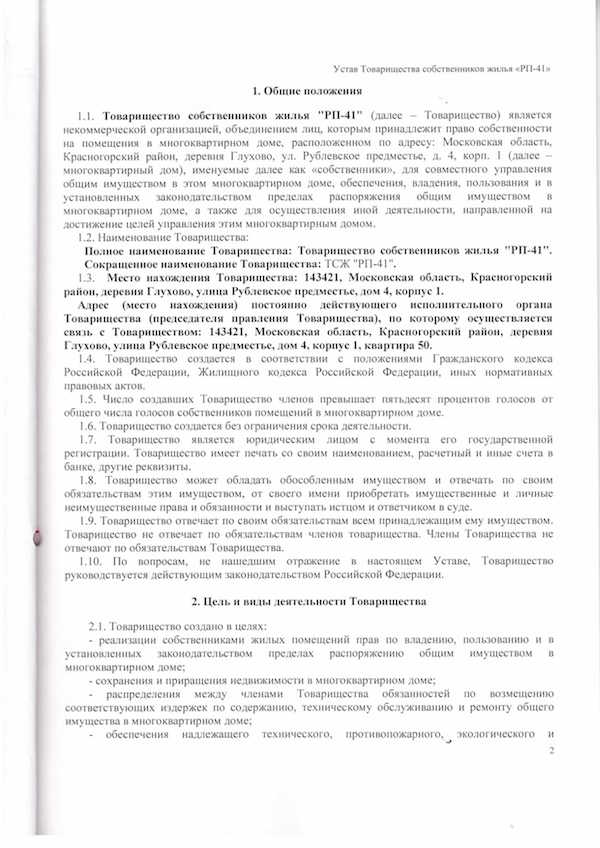 Устав Товарищества собственников жилья «РП-41»
1. Общие положения
1.1. Товарищество собственников жилья "РП-41" (далее – Товарищество) является
некоммерческой организацией, объединением лиц, которым принадлежит право собственности
на помещения в многоквартирном доме, расположенном по адресу: Московская область,
Красногорский район, деревня Глухово, ул. Рублевское предместье, д. 4, корп. 1 (далее –
многоквартирный дом), именуемые далее как «собственники», для совместного управления
общим имуществом в этом многоквартирном доме, обеспечения, владения, пользования и в
установленных законодательством пределах распоряжения общим имуществом в
многоквартирном доме, а также для осуществления иной деятельности, направленной на
достижение целей управления этим многоквартирным домом.
1.2. Наименование Товарищества:
Полное наименование Товарищества: Товарищество собственников жилья "РП-41".
Сокращенное наименование Товарищества: ТСЖ "РП-41".
1.3. Место нахождения Товарищества: 143421, Московская область, Красногорский
район, деревня Глухово, улица Рублевское предместье, дом 4, корпус 1.
Адрес (место нахождения) постоянно действующего исполнительного органа
Товарищества (председателя правления Товарищества), по которому осуществляется
связь с Товариществом: 143421, Московская область, Красногорский район, деревня
Глухово, улица Рублевское предместье, дом 4, корпус 1, квартира 50.
1.4. Товарищество создается в соответствии с положениями Гражданского кодекса
Российской Федерации, Жилищного кодекса Российской Федерации, иных нормативных
правовых актов.
1.5. Число создавших Товарищество членов превышает пятьдесят процентов голосов от
общего числа голосов собственников помещений в многоквартирном доме.
1.6. Товарищество создается без ограничения срока деятельности.
1.7. Товарищество является юридическим лицом с момента его государственной
регистрации. Товарищество имеет печать со своим наименованием, расчетный и иные счета в
банке, другие реквизиты.
1.8. Товарищество может обладать обособленным имуществом и отвечать по своим
обязательствам этим имуществом, от своего имени приобретать имущественные и личные
неимущественные права и обязанности и выступать истцом и ответчиком в суде.
1.9. Товарищество отвечает по своим обязательствам всем принадлежащим ему имуществом.
Товарищество не отвечает по обязательствам членов товарищества. Члены Товарищества не
отвечают по обязательствам Товарищества.
1.10. По вопросам, не нашедшим отражение в настоящем Уставе, Товарищество
руководствуется действующим законодательством Российской Федерации.
2. Цель и виды деятельности Товарищества
2.1. Товарищество создано в целях:
- реализации собственниками жилых помещений прав по владению, пользованию и в
установленных законодательством пределах распоряжению общим имуществом в
многоквартирном доме;
- сохранения и приращения недвижимости в многоквартирном доме;
- распределения между членами Товарищества обязанностей по возмещению
соответствующих издержек по содержанию, техническому обслуживанию и ремонту общего
имущества в многоквартирном доме;
- обеспечения надлежащего технического, противопожарного, экологического и
2